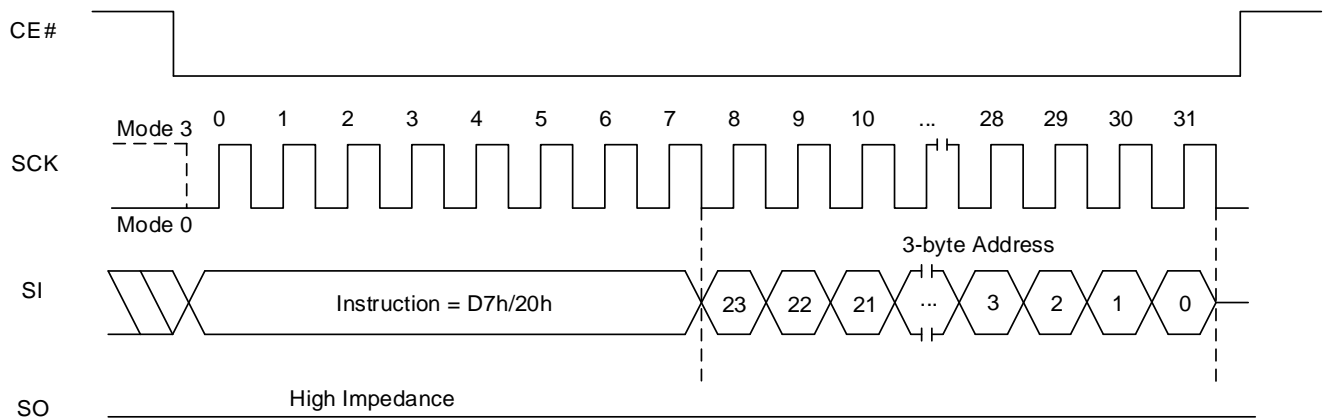 CE#
0 1 2 3 4 5 6 7 8 9 10 ... 28 29 30 31
Mode 3
SCK
Mode 0
3-byte Address
SI
Instruction = D7h/20h 23 22 21 ... 3 2 1 0
High Impedance
SO